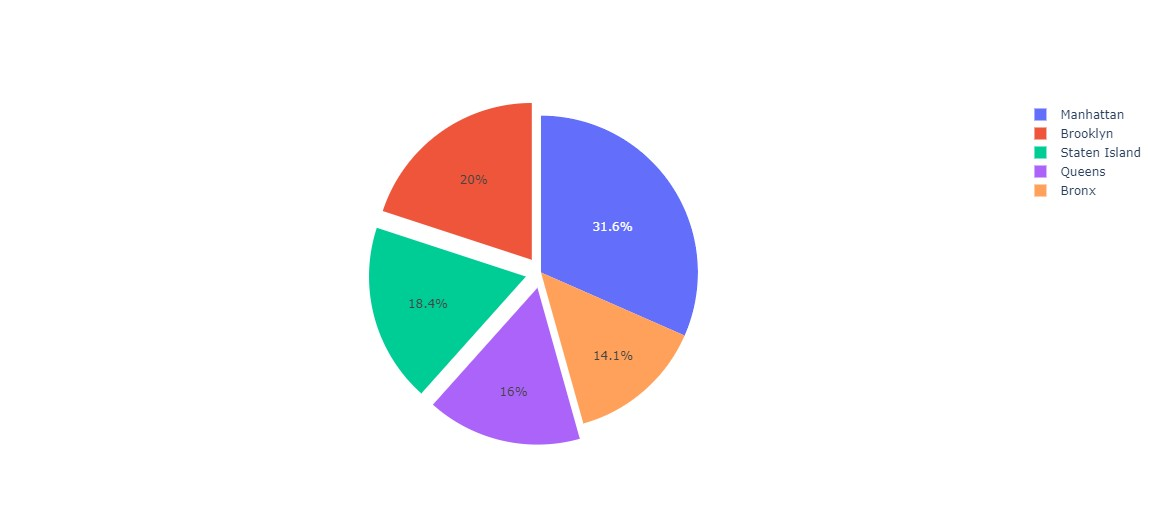 20%
31.6%
18.4%
14.1%
16%
Manhattan
Brooklyn
Staten Island
Queens
Bronx